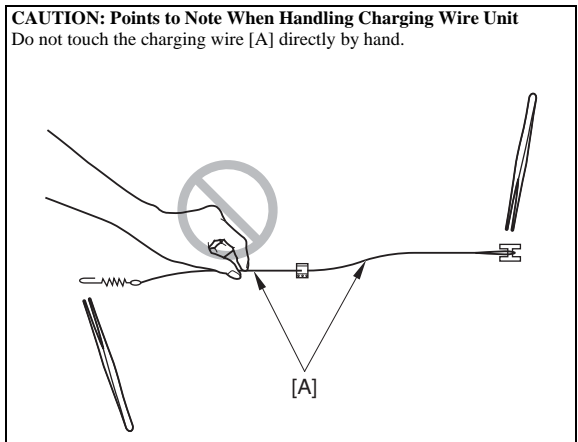 CAUTION: Points to Note When Handling Charging Wire Unit
Do not touch the charging wire [A] directly by hand.
[A]